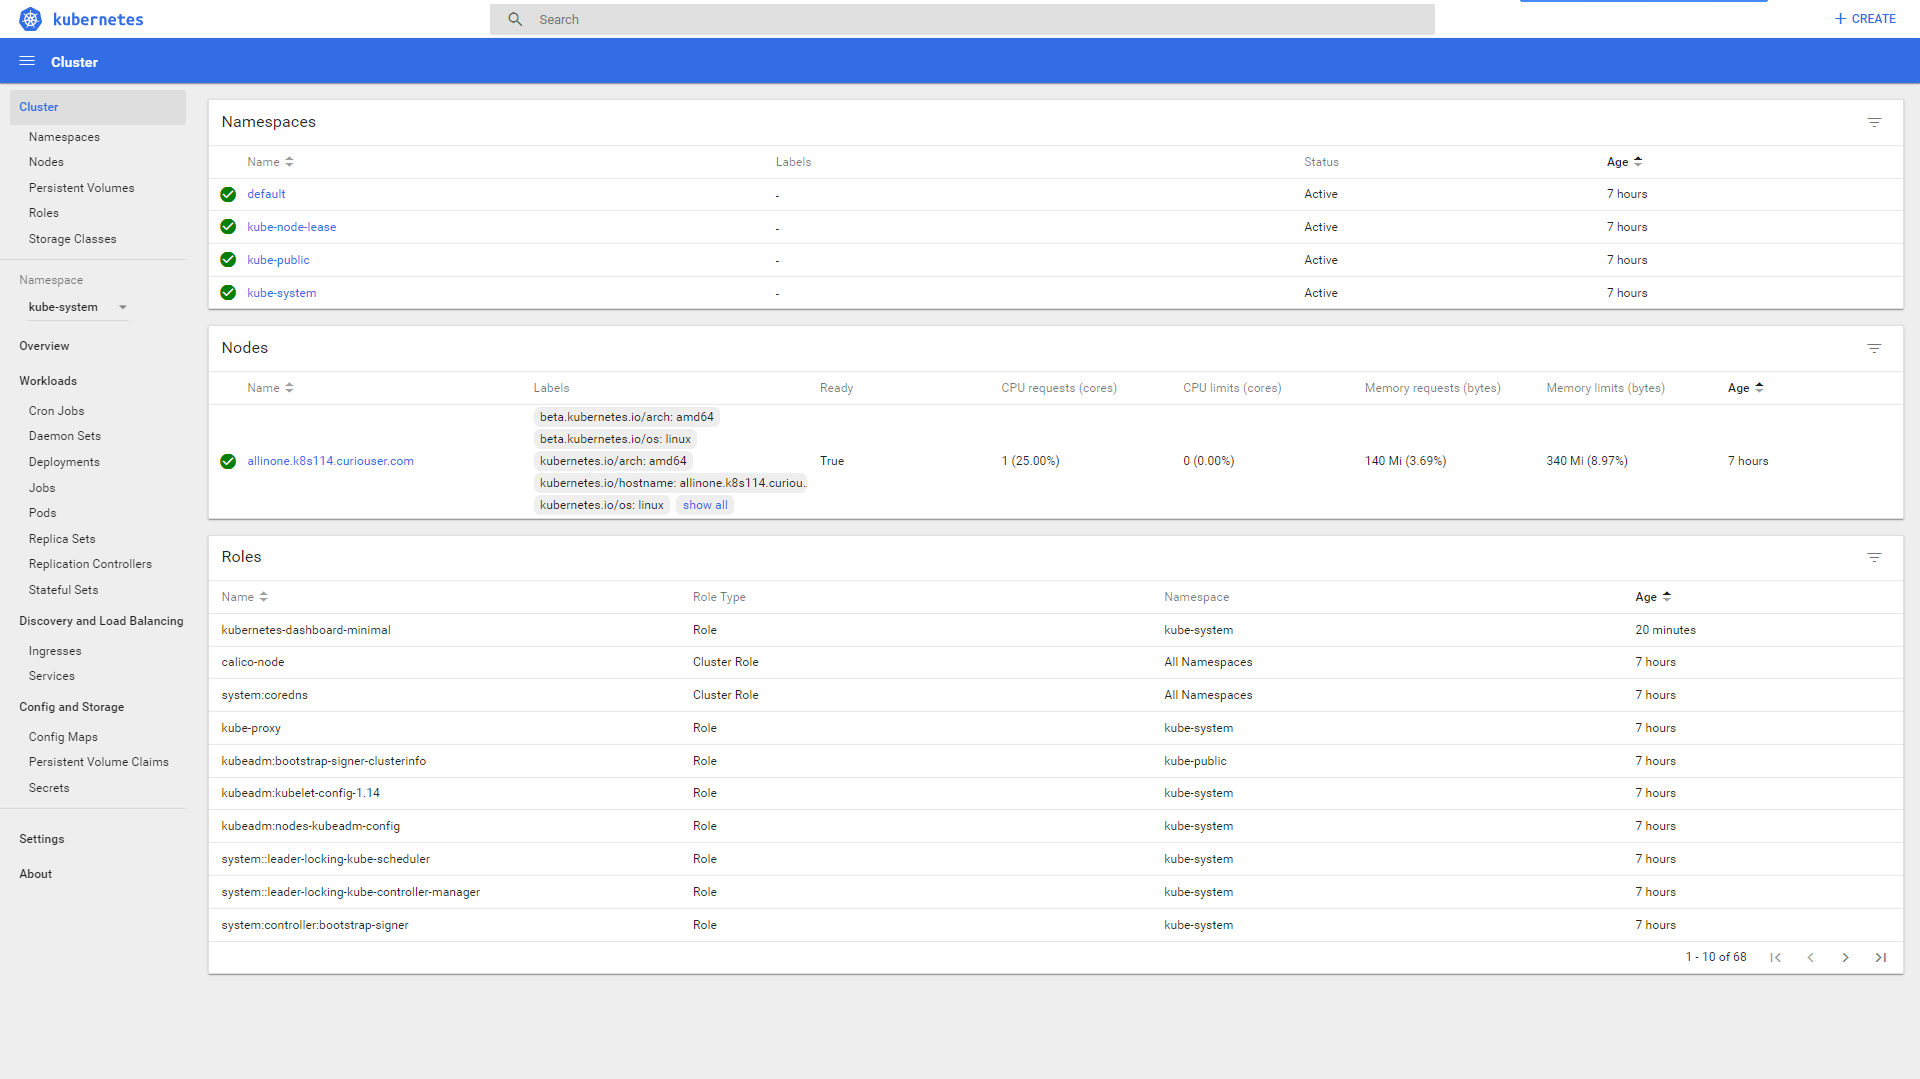 kubernetes
Search
CREATE
Cluster
Cluster
Namespaces
Nodes
Persistent Volumes
Roles
Storage Classes
Namespace
kube-system
Overview
Workloads
Cron Jobs
Daemon Sets
Deployments
Jobs
Pods
Replica Sets
Replication Controllers
Stateful Sets
Discovery and Load Balancing
Ingresses
Services
Config and Storage
Config Maps
Persistent Volume Claims
Secrets
Settings
About
Namespaces
Name Labels Status Age
default - Active 7 hours
kube-node-lease - Active 7 hours
kube-public - Active 7 hours
kube-system - Active 7 hours
Nodes
Name Labels Ready CPU requests (cores) CPU limits (cores) Memory requests (bytes) Memory limits (bytes) Age
beta.kubernetes.io/arch: amd64
beta.kubernetes.io/os: linux
allinone.k8s114.curiouser.com kubernetes.io/arch: amd64 True 1 (25.00%) 0 (0.00%) 140 Mi (3.69%) 340 Mi (8.97%) 7 hours
kubernetes.io/hostname: allinone.k8s114.curiou..
kubernetes.io/os: linux show all
Roles
Name Role Type Namespace Age
kubernetes-dashboard-minimal Role kube-system 20 minutes
calico-node Cluster Role All Namespaces 7 hours
system:coredns Cluster Role All Namespaces 7 hours
kube-proxy Role kube-system 7 hours
kubeadm:bootstrap-signer-clusterinfo Role kube-public 7 hours
kubeadm:kubelet-config-1.14 Role kube-system 7 hours
kubeadm:nodes-kubeadm-config Role kube-system 7 hours
system::leader-locking-kube-scheduler Role kube-system 7 hours
system::leader-locking-kube-controller-manager Role kube-system 7 hours
system:controller:bootstrap-signer Role kube-system 7 hours
1 - 10 of 68